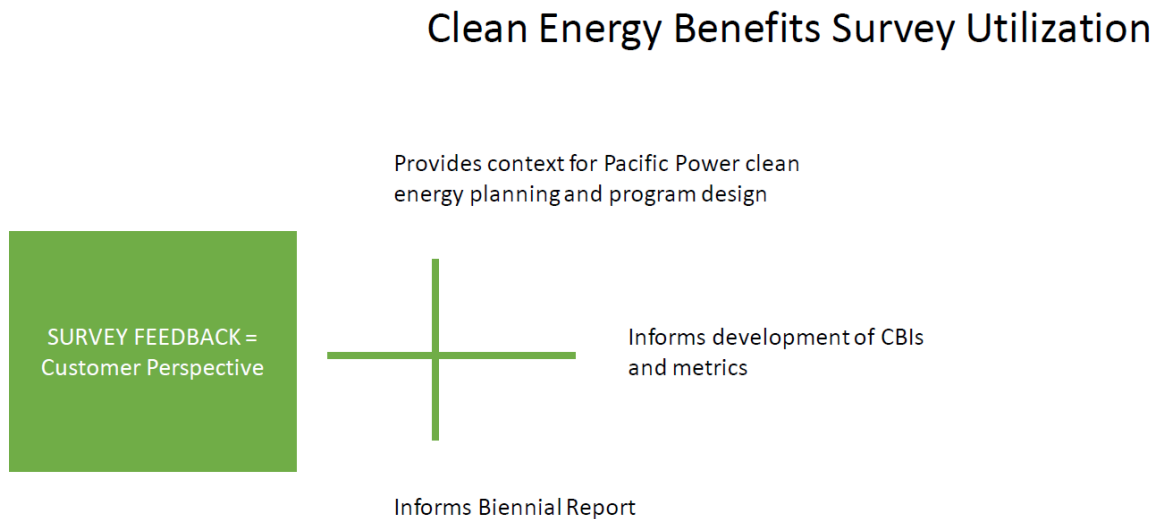 Clean Energy Benefits Survey Utilization
Provides context for Pacific Power clean
energy planning and program design
SURVEY FEEDBACK =
Customer Perspective
Informs development of CBIs
and metrics
Informs Biennial Report